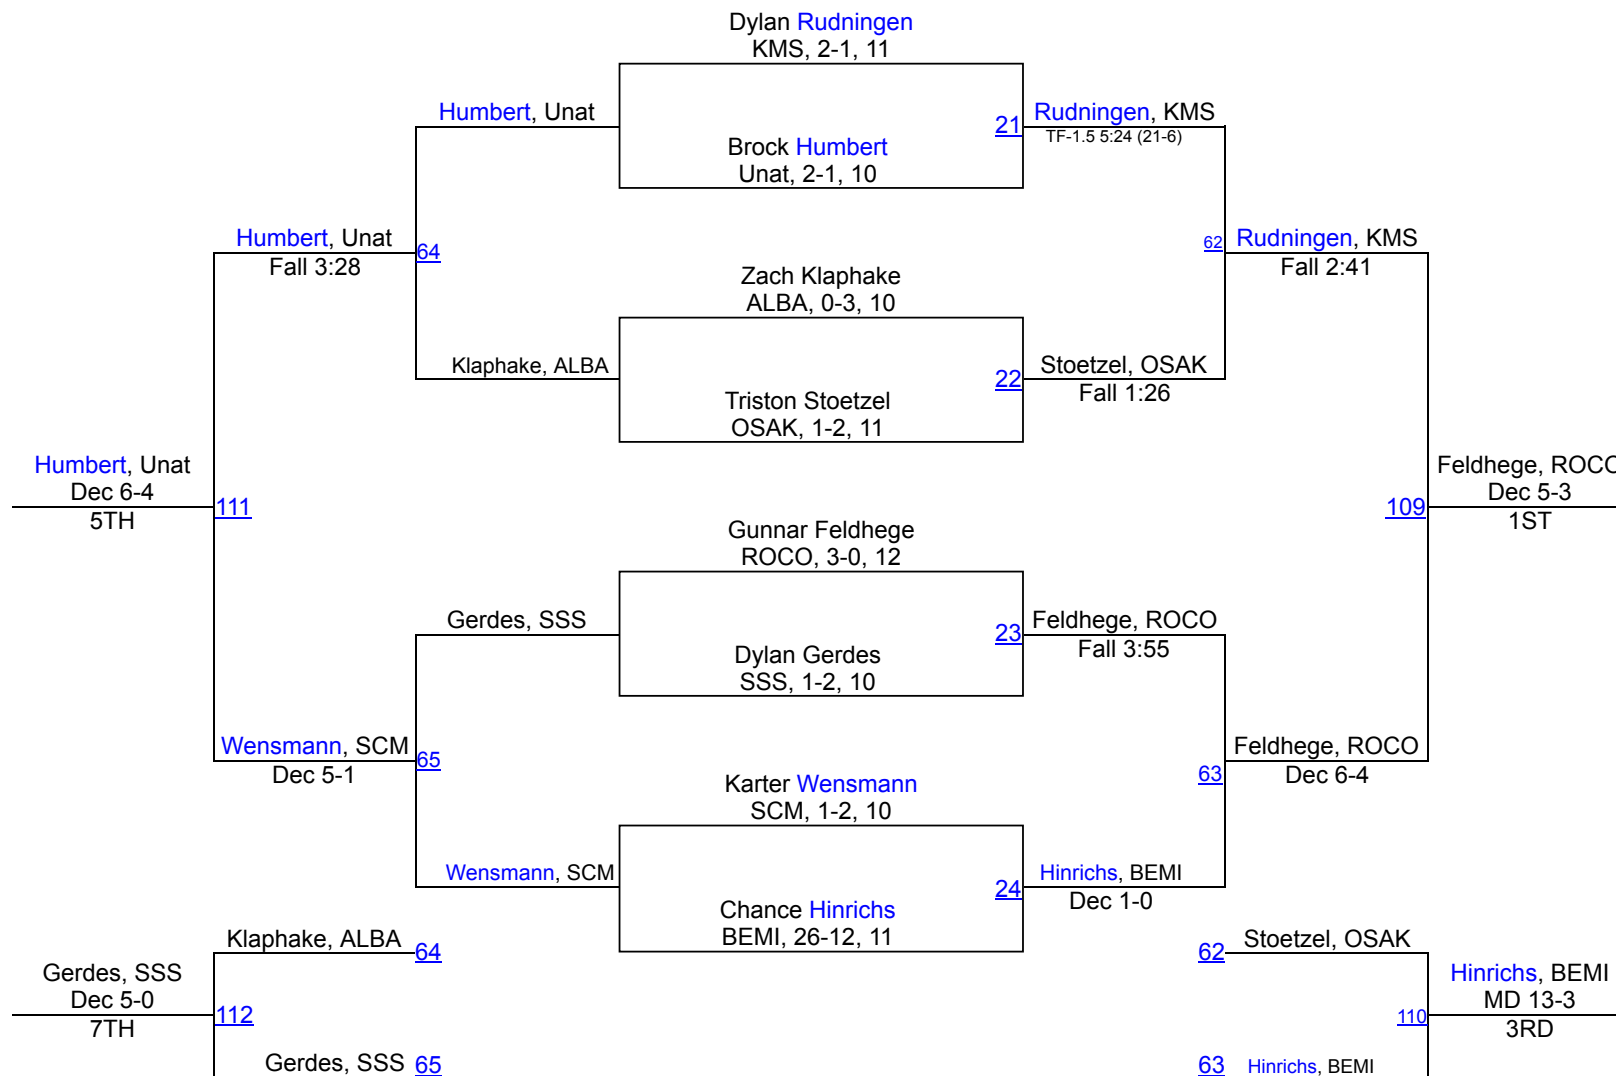 Dylan Rudningen
KMS, 2-1, 11
Humbert, Unat
21
Rudningen, KMS
TF-1.5 5:24 (21-6)
Brock Humbert
Unat, 2-1, 10
Humbert, Unat
Fall 3:28
64
62
Rudningen, KMS
Fall 2:41
Zach Klaphake
ALBA, 0-3, 10
Klaphake, ALBA
22
Stoetzel, OSAK
Fall 1:26
Triston Stoetzel
OSAK, 1-2, 11
Humbert, Unat
Dec 6-4
5TH
111
109
Feldhege, ROCO
Dec 5-3
1ST
Gunnar Feldhege
ROCO, 3-0, 12
Gerdes, SSS
23
Feldhege, ROCO
Fall 3:55
Dylan Gerdes
SSS, 1-2, 10
Wensmann, SCM
Dec 5-1
65
63
Feldhege, ROCO
Dec 6-4
Karter Wensmann
SCM, 1-2, 10
Wensmann, SCM
24
Hinrichs, BEMI
Dec 1-0
Chance Hinrichs
BEMI, 26-12, 11
Klaphake, ALBA
64
62
Stoetzel, OSAK
Gerdes, SSS
Dec 5-0
7TH
112
110
Hinrichs, BEMI
MD 13-3
3RD
Gerdes, SSS
65
63
Hinrichs, BEMI